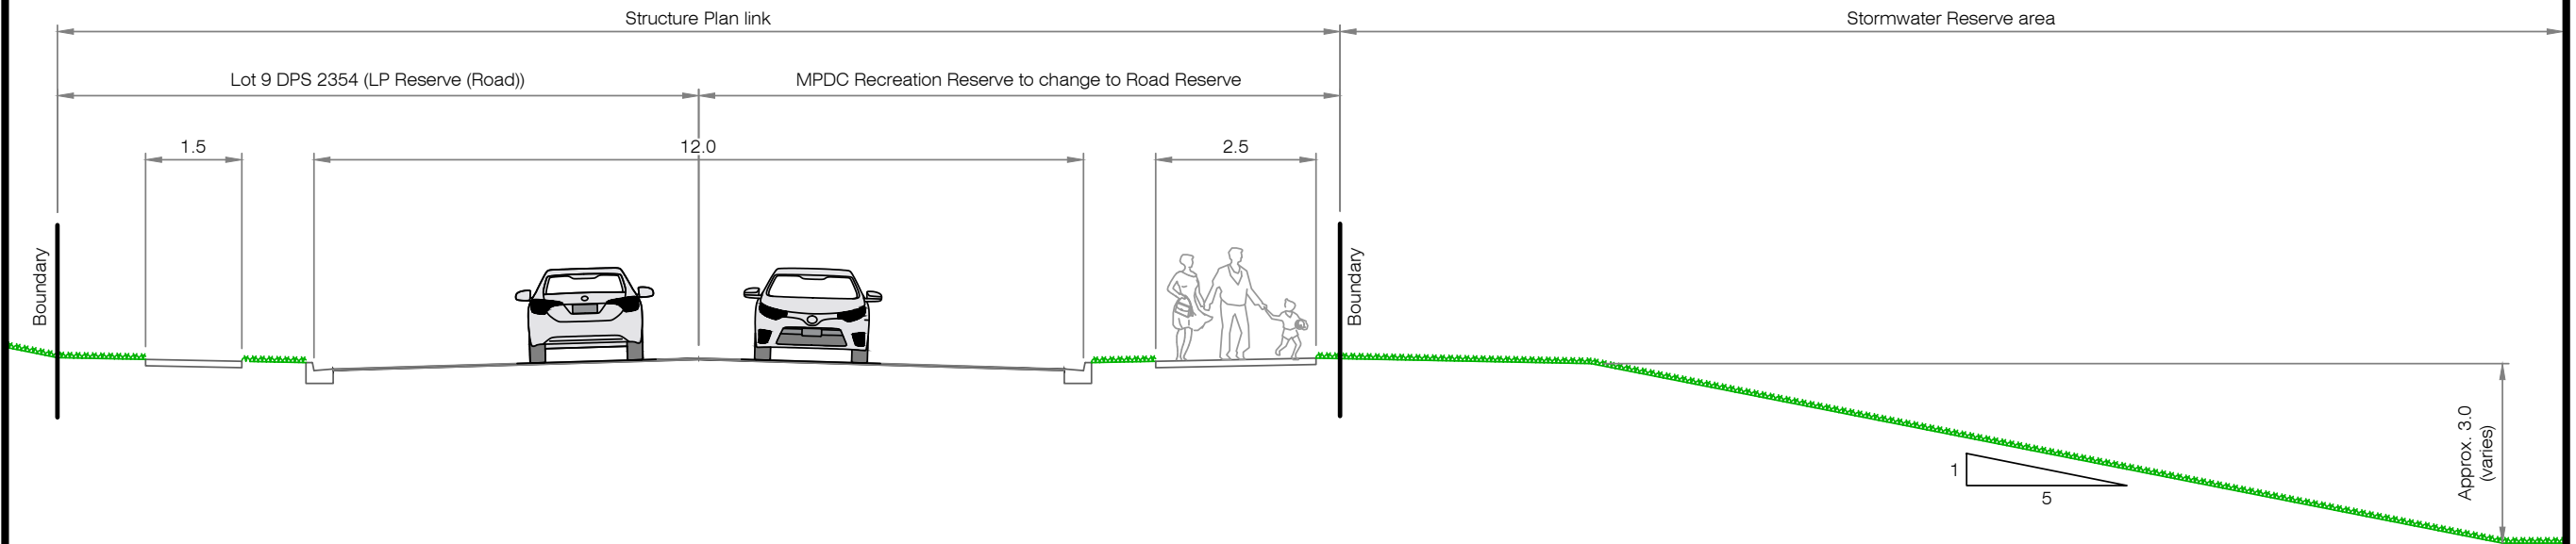 Structure Plan link
Stormwater Reserve area
Lot 9 DPS 2354 (LP Reserve (Road))
MPDC Recreation Reserve to change to Road Reserve
1.5
12.0
2.5
Boundary
Boundary
1
5
Approx. 3.0
(varies)